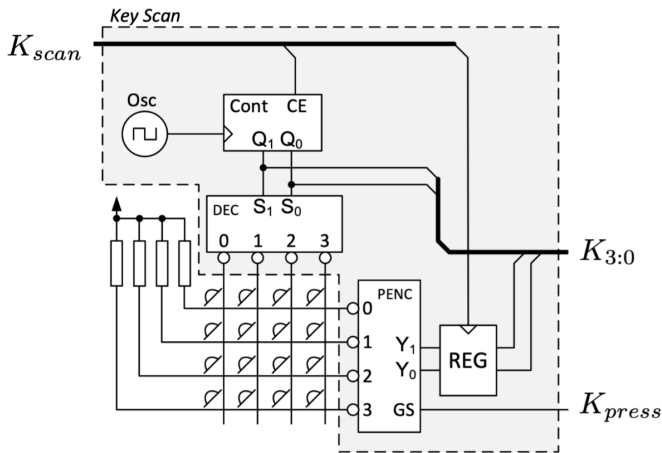 Key Scan
K_scan
Osc
Cont CE
Q₁ Q₀
DEC S₁ S₀
0 1 2 3
K_3:0
PENC
0
1
2
3
Y₁
Y₀
GS
REG
K_press